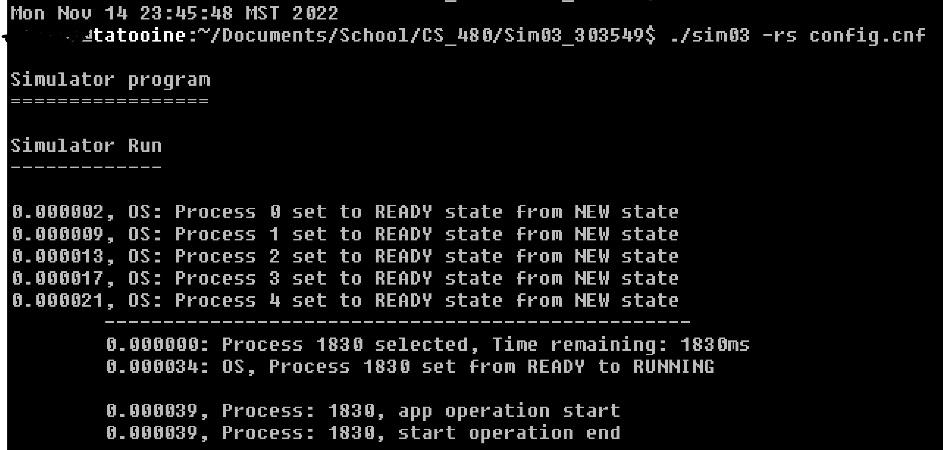 Mon Nov 14 23:45:48 MST 2022
tatooine:~/Documents/School/CS_480/Sim03_303549$ ./sim03 -rs config.cnf
Simulator program
=================
Simulator Run
-------------
0.000002, OS: Process 0 set to READY state from NEW state
0.000009, OS: Process 1 set to READY state from NEW state
0.000013, OS: Process 2 set to READY state from NEW state
0.000017, OS: Process 3 set to READY state from NEW state
0.000021, OS: Process 4 set to READY state from NEW state
--------------------------------------------------
0.000000: Process 1830 selected, Time remaining: 1830ms
0.000034: OS, Process 1830 set from READY to RUNNING
0.000039, Process: 1830, app operation start
0.000039, Process: 1830, start operation end